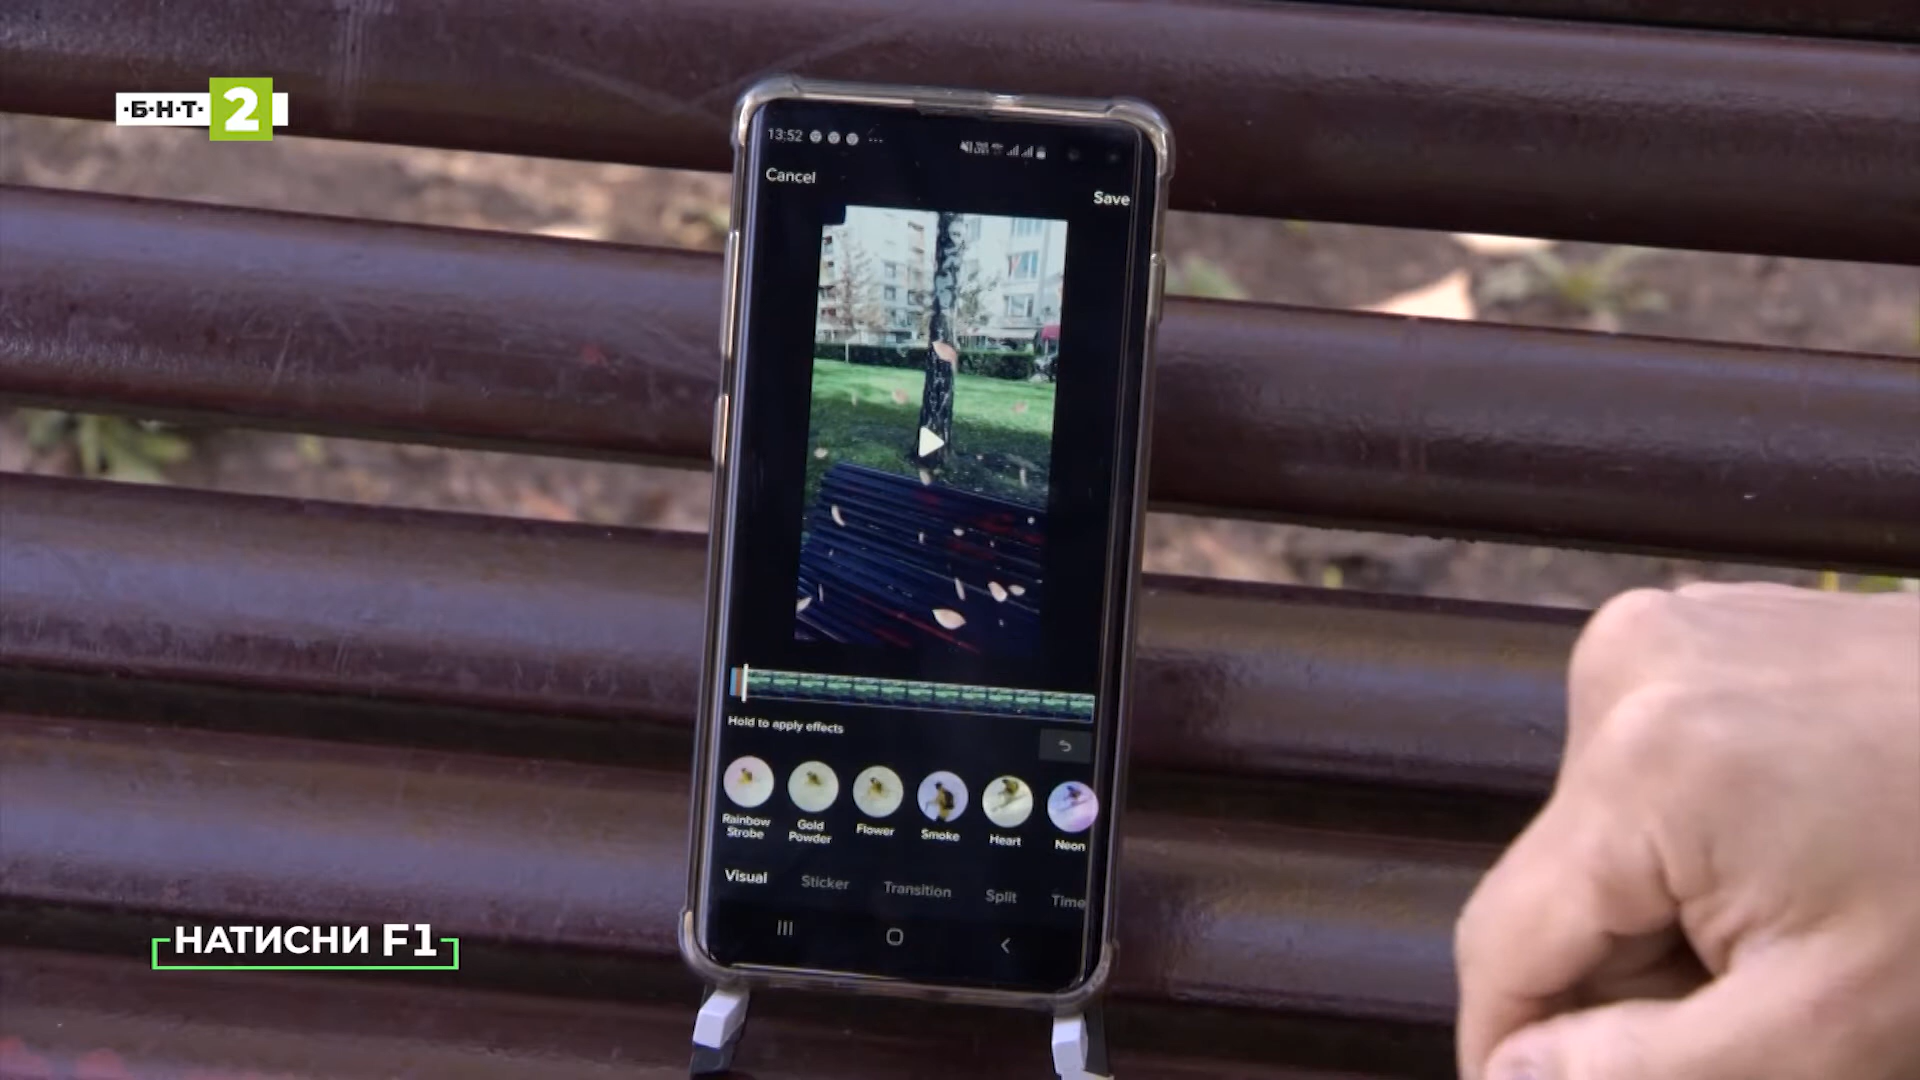 ·Б·Н·Т· 2
13:52
Cancel
Save
Hold to apply effects
Rainbow Strobe
Gold Powder
Flower
Smoke
Heart
Neon
Visual
Sticker
Transition
Split
Time
НАТИСНИ F1